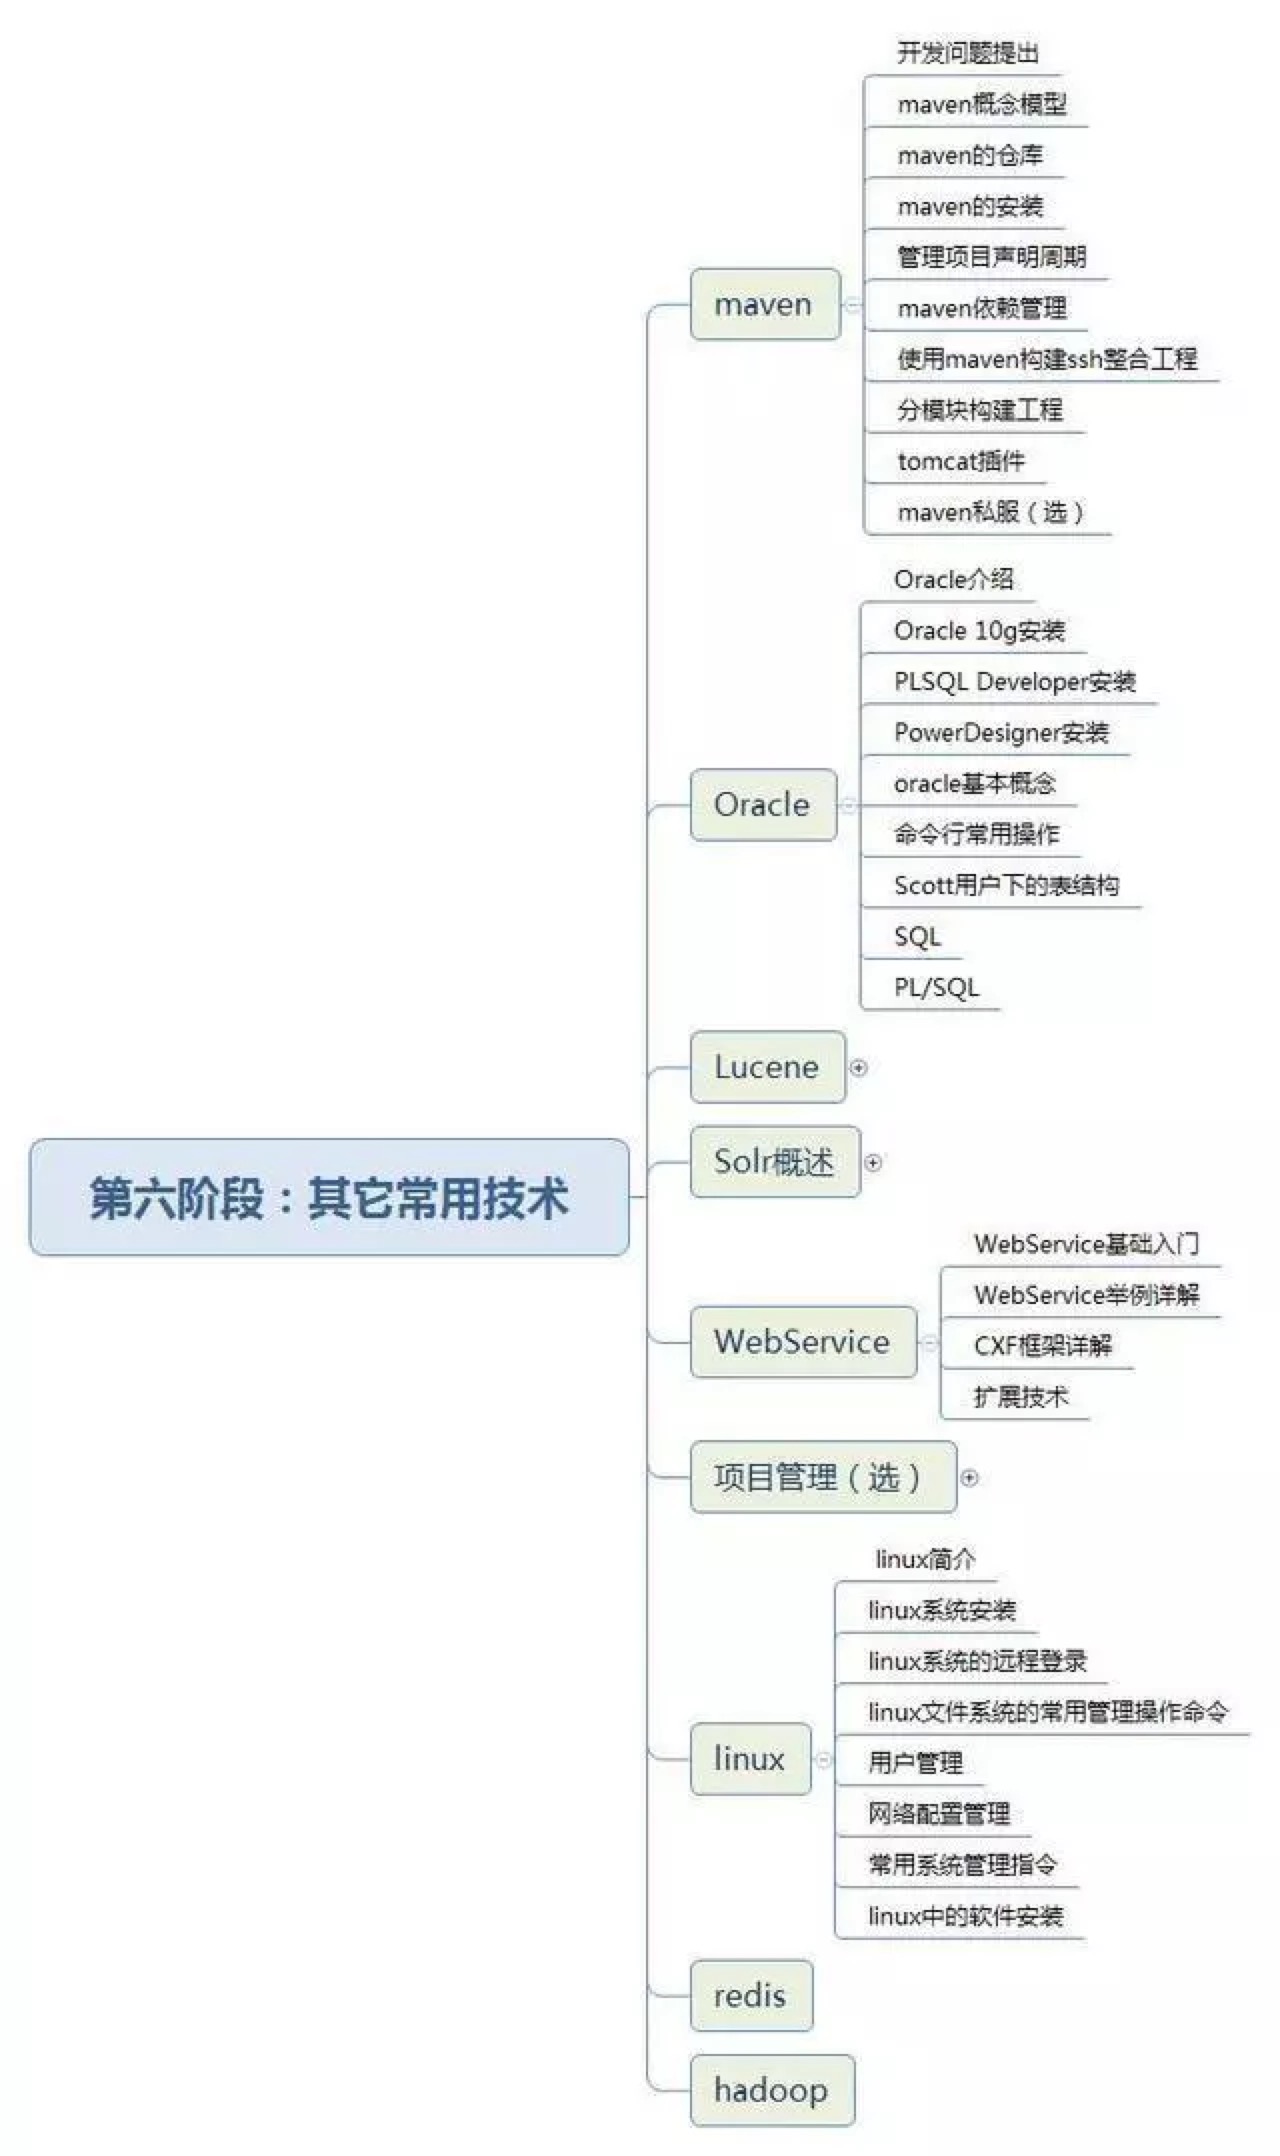 第六阶段：其它常用技术
maven
开发问题提出
maven概念模型
maven的仓库
maven的安装
管理项目声明周期
maven依赖管理
使用maven构建ssh整合工程
分模块构建工程
tomcat插件
maven私服（选）
Oracle
Oracle介绍
Oracle 10g安装
PLSQL Developer安装
PowerDesigner安装
oracle基本概念
命令行常用操作
Scott用户下的表结构
SQL
PL/SQL
Lucene
Solr概述
WebService
WebService基础入门
WebService举例详解
CXF框架详解
扩展技术
项目管理（选）
linux
linux简介
linux系统安装
linux系统的远程登录
linux文件系统的常用管理操作命令
用户管理
网络配置管理
常用系统管理指令
linux中的软件安装
redis
hadoop